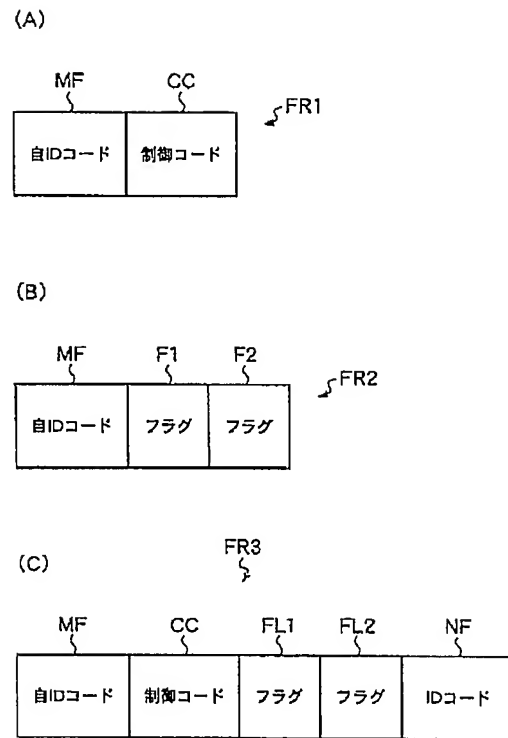 (A)
MF CC FR1
自IDコード 制御コード
(B)
MF F1 F2 FR2
自IDコード フラグ フラグ
FR3
(C)
MF CC FL1 FL2 NF
自IDコード 制御コード フラグ フラグ IDコード